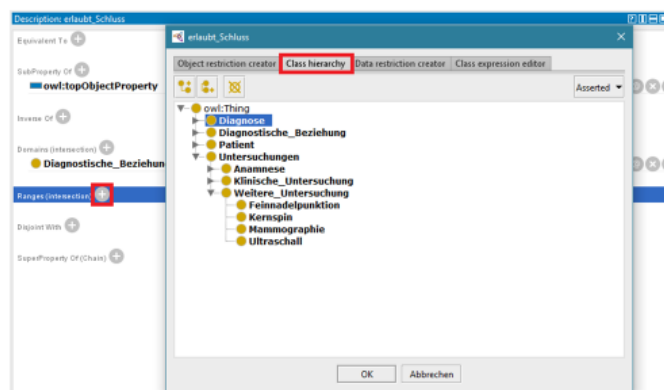 Description: erlaubt_Schluss
Equivalent To
SubProperty Of
owl:topObjectProperty
Inverse Of
Domains (intersection)
Diagnostische_Beziehun
Ranges (intersection)
Disjoint With
SuperProperty Of (Chain)
erlaubt_Schluss
Object restriction creator Class hierarchy Data restriction creator Class expression editor
Asserted
owl:Thing
Diagnose
Diagnostische_Beziehung
Patient
Untersuchungen
Anamnese
Klinische_Untersuchung
Weitere_Untersuchung
Feinnadelpunktion
Kernspin
Mammographie
Ultraschall
OK Abbrechen